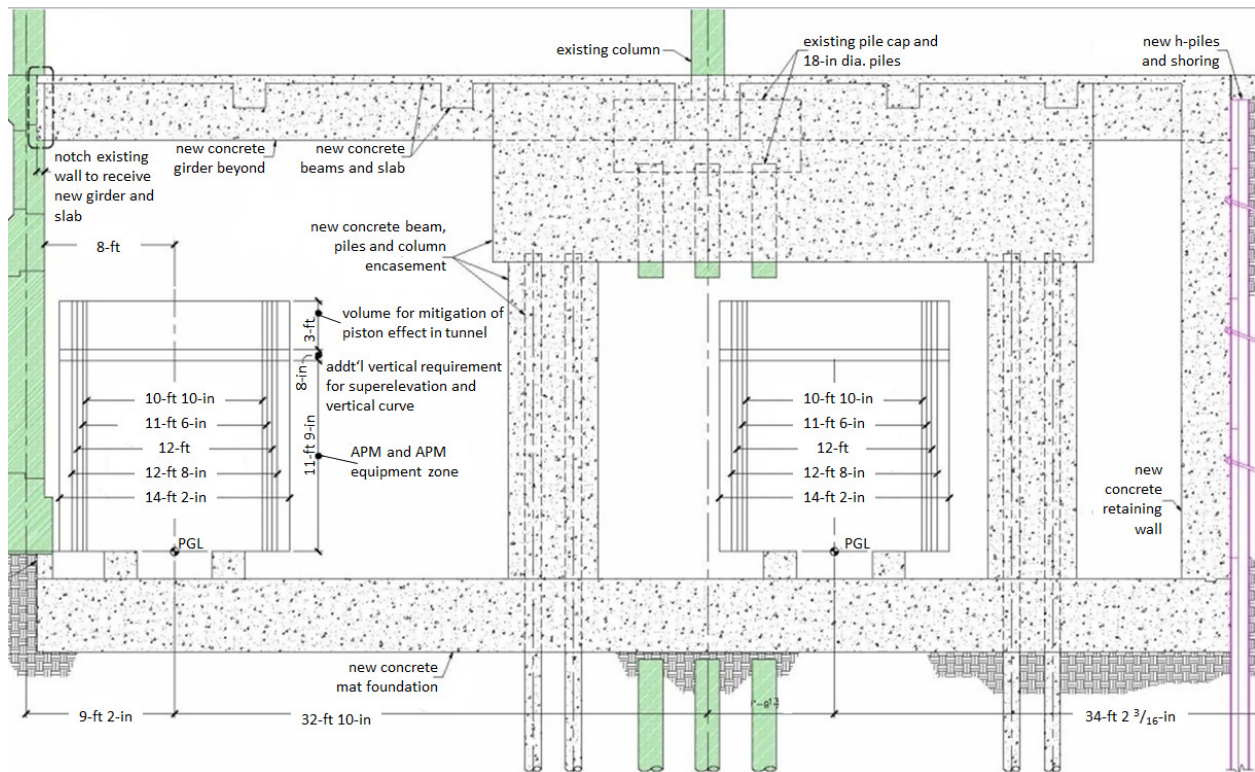 existing column
existing pile cap and
18-in dia. piles
new h-piles
and shoring
notch existing
wall to receive
new girder and
slab
new concrete
girder beyond
new concrete
beams and slab
8-ft
new concrete beam,
piles and column
encasement
3-ft
volume for mitigation of
piston effect in tunnel
8-in
addt'l vertical requirement
for superelevation and
vertical curve
11-ft 9-in
APM and APM
equipment zone
10-ft 10-in
11-ft 6-in
12-ft
12-ft 8-in
14-ft 2-in
PGL
10-ft 10-in
11-ft 6-in
12-ft
12-ft 8-in
14-ft 2-in
PGL
new
concrete
retaining
wall
new concrete
mat foundation
9-ft 2-in
32-ft 10-in
34-ft 2 3/16-in